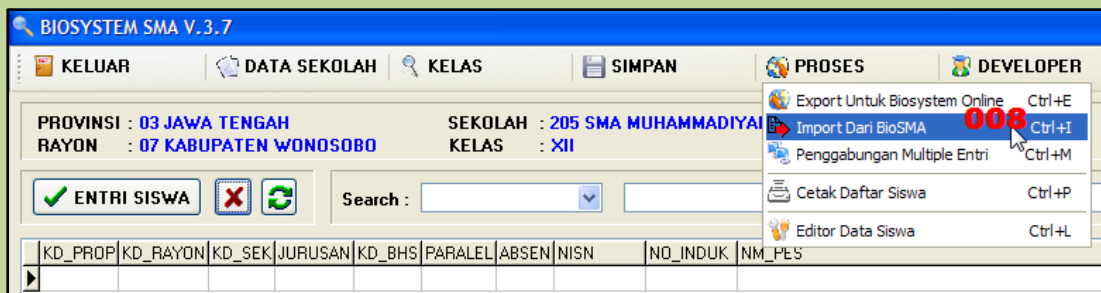 BIOSYSTEM SMA V.3.7
KELUAR DATA SEKOLAH KELAS SIMPAN PROSES DEVELOPER
PROVINSI : 03 JAWA TENGAH SEKOLAH : 205 SMA MUHAMMADIYA
RAYON : 07 KABUPATEN WONOSOBO KELAS : XII
Export Untuk Biosystem Online Ctrl+E
Import Dari BioSMA 008 Ctrl+I
Penggabungan Multiple Entri Ctrl+M
Cetak Daftar Siswa Ctrl+P
Editor Data Siswa Ctrl+L
ENTRI SISWA Search :
KD_PROP KD_RAYON KD_SEK JURUSAN KD_BHS PARALEL ABSEN NISN NO_INDUK NM_PES